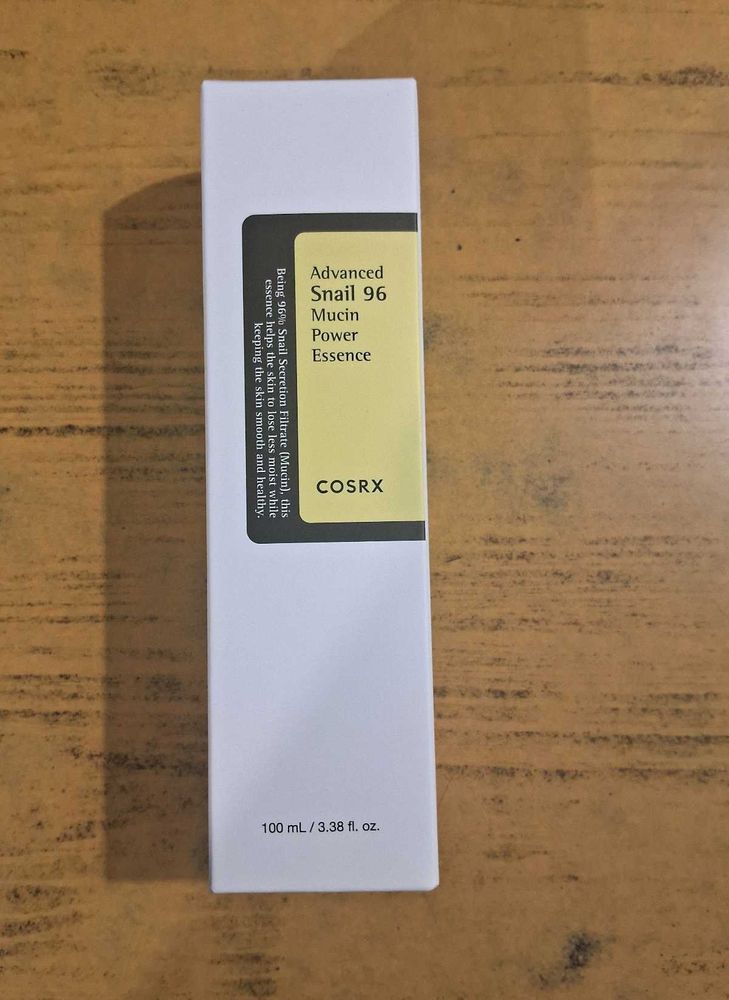 Advanced
Snail 96
Mucin
Power
Essence
COSRX
Being 96% Snail Secretion Filtrate (Mucin), this
essence helps the skin to lose less moist while
keeping the skin smooth and healthy.
100 mL / 3.38 fl. oz.